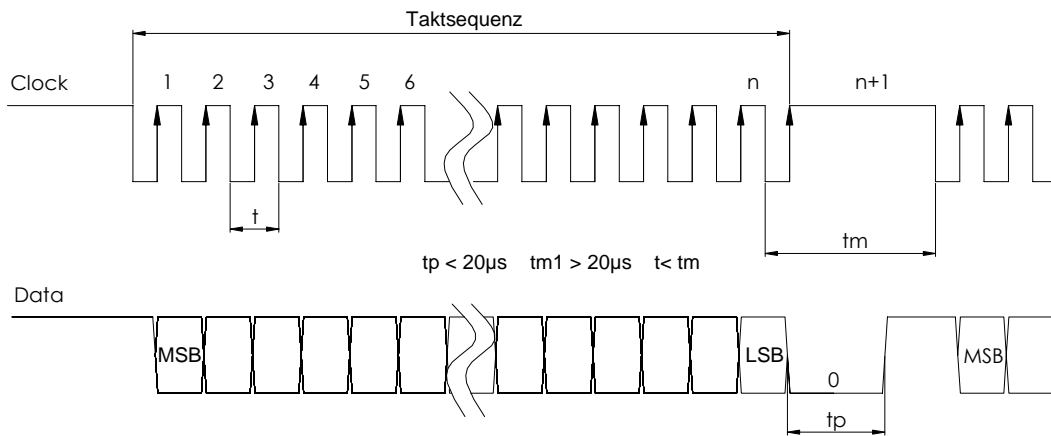 Taktsequenz
Clock 1 2 3 4 5 6 n n+1
t
tm
tp < 20µs tm1 > 20µs t< tm
Data
MSB LSB 0 MSB
tp